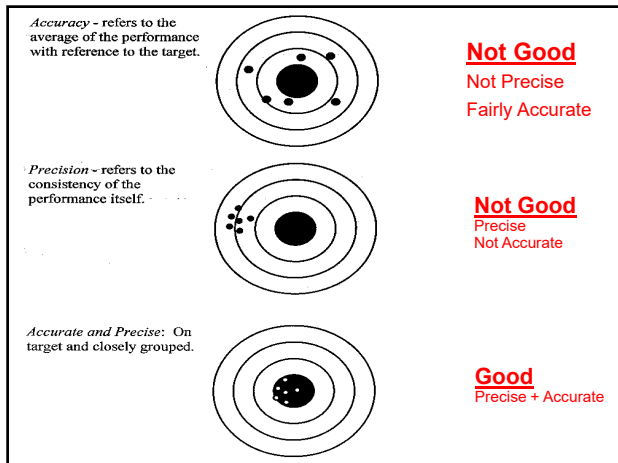 Accuracy - refers to the
average of the performance
with reference to the target.
Not Good
Not Precise
Fairly Accurate
Precision - refers to the
consistency of the
performance itself.
Not Good
Precise
Not Accurate
Accurate and Precise: On
target and closely grouped.
Good
Precise + Accurate